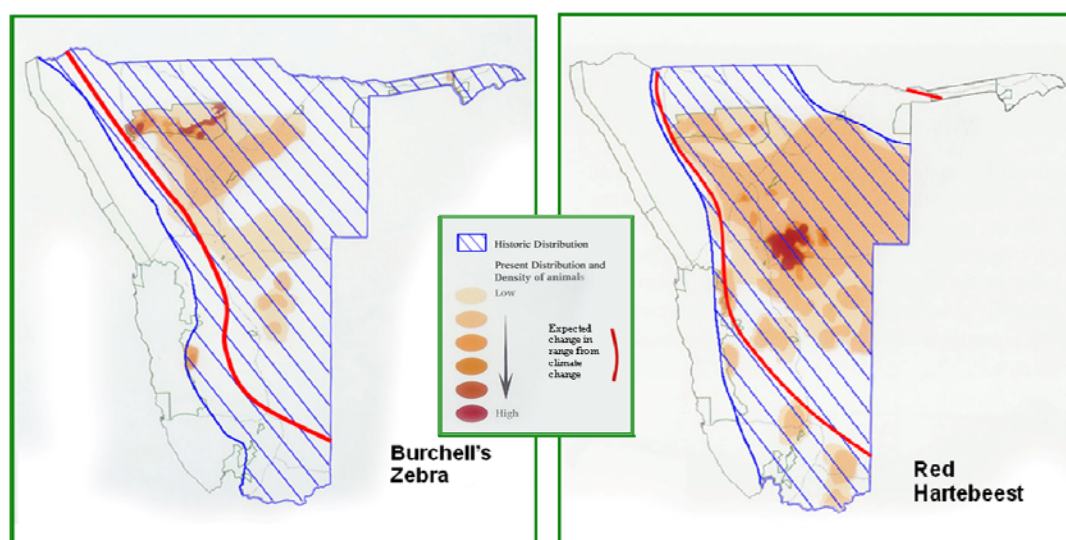 Burchell's
Zebra
Historic Distribution
Present Distribution and
Density of animals
Low
High
Expected
change in
range from
climate
change
Red
Hartebeest